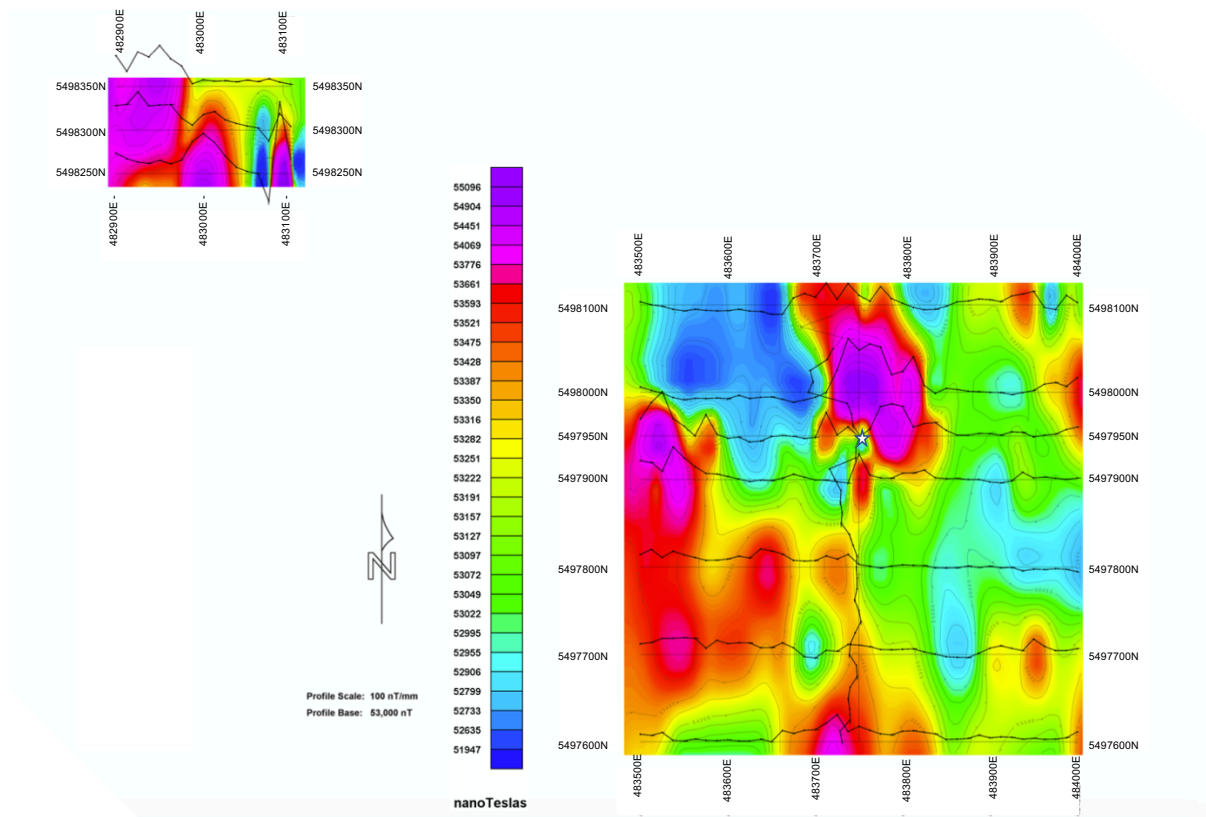 482900E
483000E
483100E
5498350N
5498350N
5498300N
5498300N
5498250N
5498250N
482900E -
483000E -
483100E -
55096
54904
54451
54069
53776
53661
53593
53521
53475
53428
53387
53350
53316
53282
53251
53222
53191
53157
53127
53097
53072
53049
53022
52995
52955
52906
52799
52733
52635
51947
nanoTeslas
N
Profile Scale: 100 nT/mm
Profile Base: 53,000 nT
483500E
483600E
483700E
483800E
483900E
484000E
5498100N
5498100N
5498000N
5498000N
5497950N
5497950N
5497900N
5497900N
5497800N
5497800N
5497700N
5497700N
5497600N
5497600N
483500E
483600E
483700E
483800E
483900E
484000E